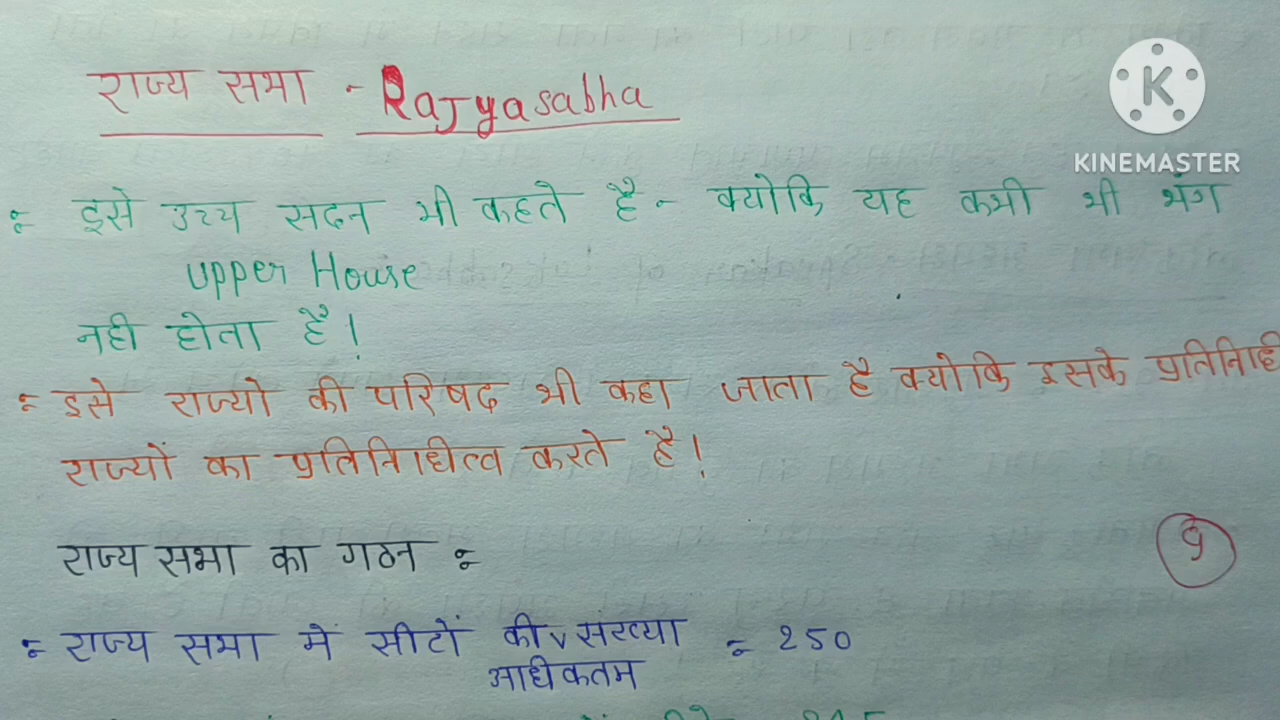 राज्य सभा - Rajyasabha
K
KINEMASTER
इसे उच्य सदन भी कहते है - क्योकि यह कभी भी भंग
Upper House
नही होता है !
इसे राज्यो की परिषद भी कहा जाता है क्योकि इसके प्रतिनिधि
राज्यों का प्रतिनिधीत्व करते है !
राज्य सभा का गठन :-
9
:- राज्य सभा में सीटों की v संख्या = 250
अधिकतम